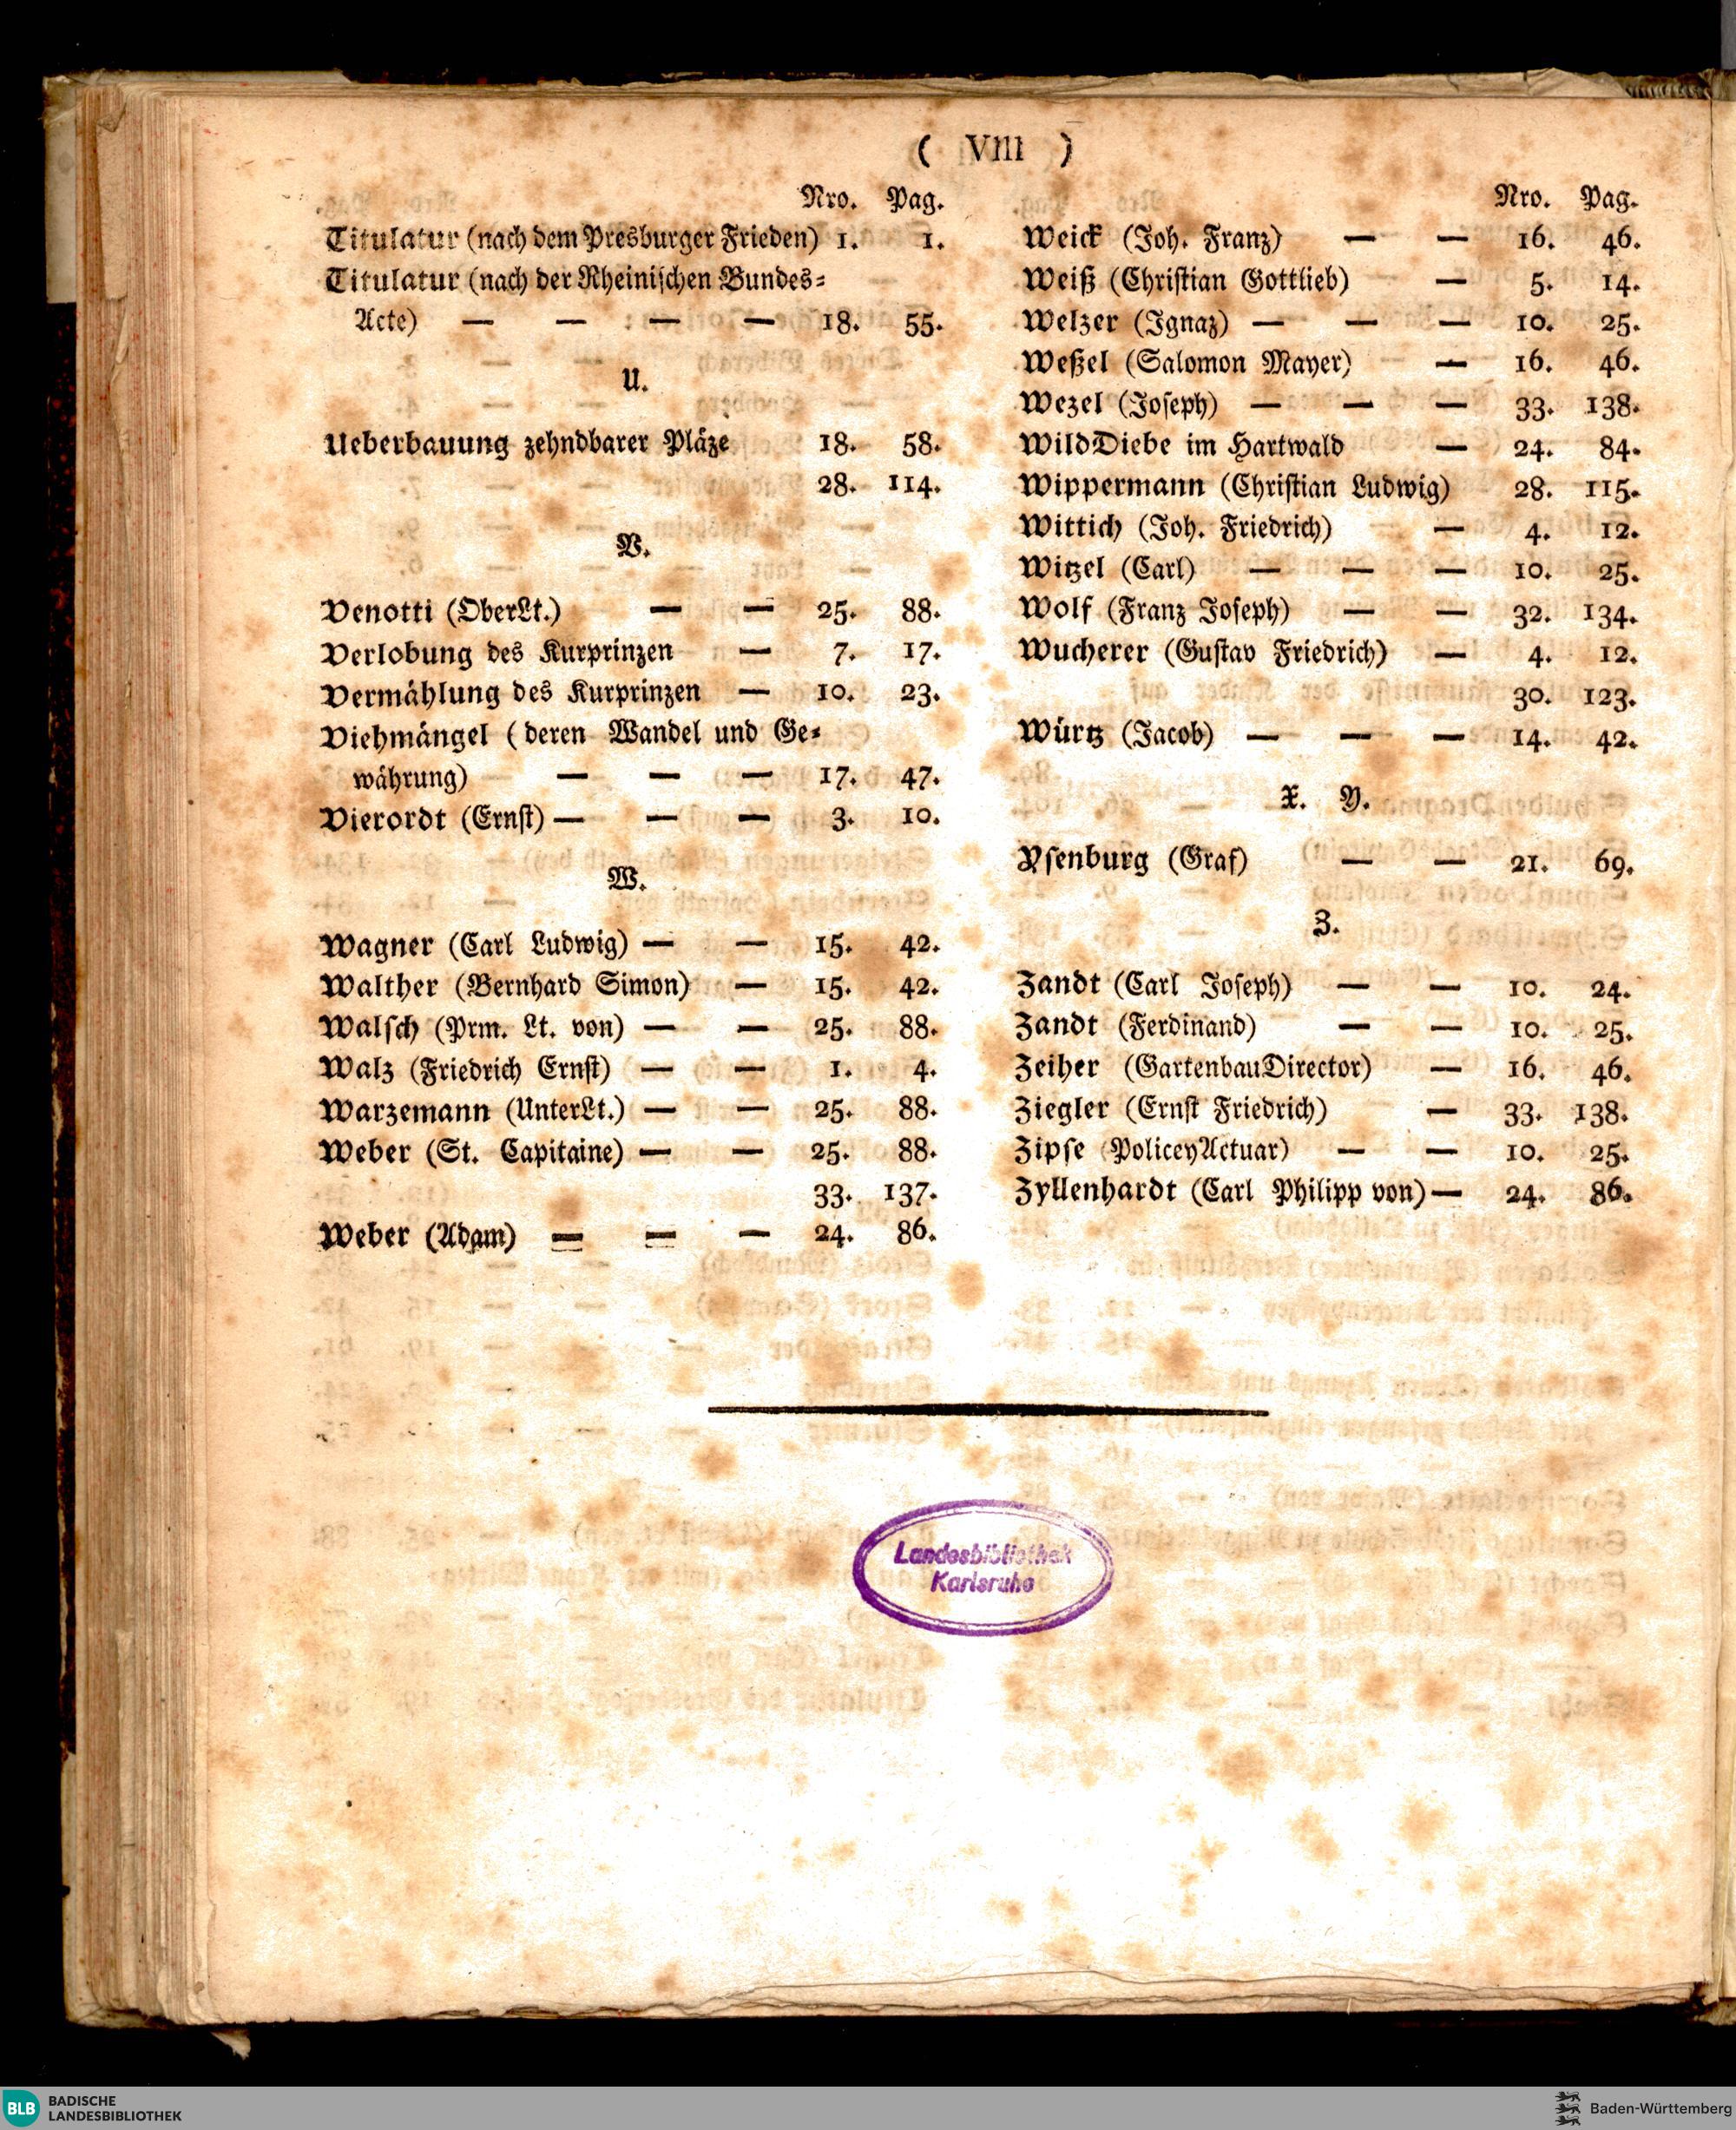 ( VIII )
Nro. Pag.
Titulatur (nach dem Presburger Frieden) 1. 1.
Titulatur (nach der Rheinischen Bundes-
Acte) — — — — 18. 55.
U.
Ueberbauung zehndbarer Pläze 18. 58.
28. 114.
V.
Venotti (OberLt.) — — 25. 88.
Verlobung des Kurprinzen — 7. 17.
Vermählung des Kurprinzen — 10. 23.
Viehmängel (deren Wandel und Ge-
währung) — — — 17. 47.
Vierordt (Ernst) — — — 3. 10.
W.
Wagner (Carl Ludwig) — — 15. 42.
Walther (Bernhard Simon) — 15. 42.
Walsch (Prm. Lt. von) — — 25. 88.
Walz (Friedrich Ernst) — — 1. 4.
Warzemann (UnterLt.) — — 25. 88.
Weber (St. Capitaine) — — 25. 88.
33. 137.
Weber (Adam) — — — 24. 86.
Nro. Pag.
Weick (Joh. Franz) — — 16. 46.
Weiß (Christian Gottlieb) — 5. 14.
Welzer (Ignaz) — — — 10. 25.
Weßel (Salomon Mayer) — 16. 46.
Wezel (Joseph) — — — 33. 138.
WildDiebe im Hartwald — 24. 84.
Wippermann (Christian Ludwig) 28. 115.
Wittich (Joh. Friedrich) — 4. 12.
Witzel (Carl) — — — 10. 25.
Wolf (Franz Joseph) — — 32. 134.
Wucherer (Gustav Friedrich) — 4. 12.
30. 123.
Würtz (Jacob) — — — 14. 42.
X. Y.
Ysenburg (Graf) — — 21. 69.
Z.
Zandt (Carl Joseph) — — 10. 24.
Zandt (Ferdinand) — — 10. 25.
Zeiher (GartenbauDirector) — 16. 46.
Ziegler (Ernst Friedrich) — 33. 138.
Zipse (PoliceyActuar) — — 10. 25.
Zyllenhardt (Carl Philipp von) — 24. 86.
Landesbibliothek
Karlsruhe
BLB BADISCHE
LANDESBIBLIOTHEK
Baden-Württemberg